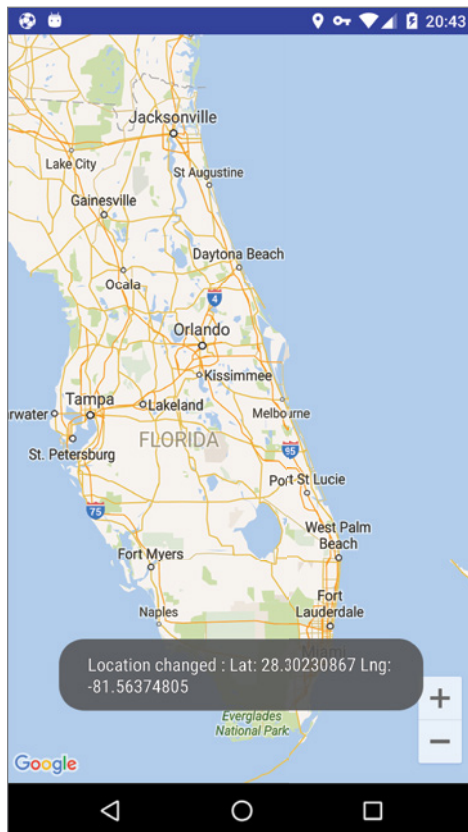 20:43
Jacksonville
Lake City
St Augustine
Gainesville
Daytona Beach
Ocala
4
Orlando
Kissimmee
Tampa
Lakeland
rwater
Melbourne
FLORIDA
St. Petersburg
95
Port St Lucie
75
West Palm
Beach
Fort Myers
Fort
Lauderdale
Naples
Miami
Location changed : Lat: 28.30230867 Lng:
-81.56374805
Everglades
National Park
Google